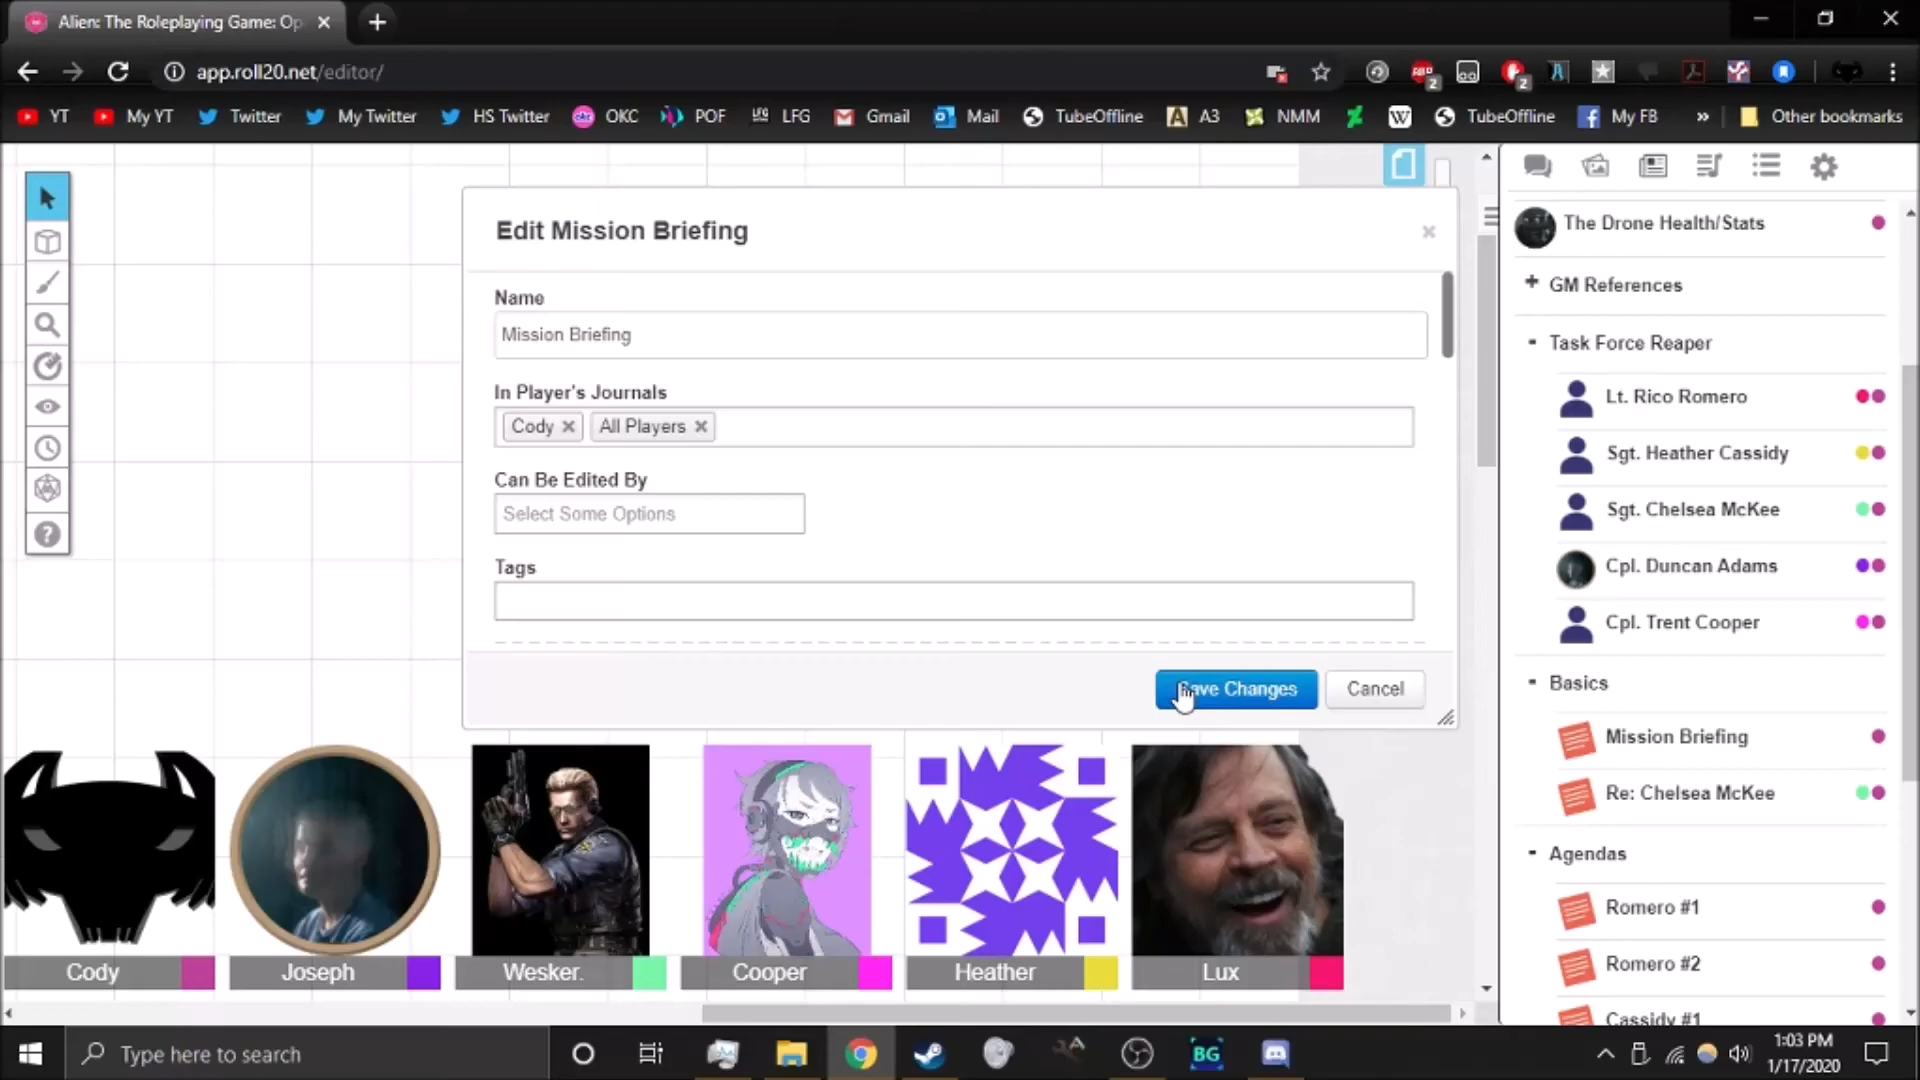 Alien: The Roleplaying Game: Op
app.roll20.net/editor/
YT
My YT
Twitter
My Twitter
HS Twitter
OKC
POF
LFG
LFG
Gmail
Mail
TubeOffline
A3
NMM
TubeOffline
My FB
Other bookmarks
Edit Mission Briefing
Name
Mission Briefing
In Player's Journals
Cody
All Players
Can Be Edited By
Select Some Options
Tags
Save Changes
Cancel
The Drone Health/Stats
GM References
Task Force Reaper
Lt. Rico Romero
Sgt. Heather Cassidy
Sgt. Chelsea McKee
Cpl. Duncan Adams
Cpl. Trent Cooper
Basics
Mission Briefing
Re: Chelsea McKee
Agendas
Romero #1
Romero #2
Cassidy #1
Cody
Joseph
Wesker.
Cooper
Heather
Lux
Type here to search
BG
1:03 PM
1/17/2020